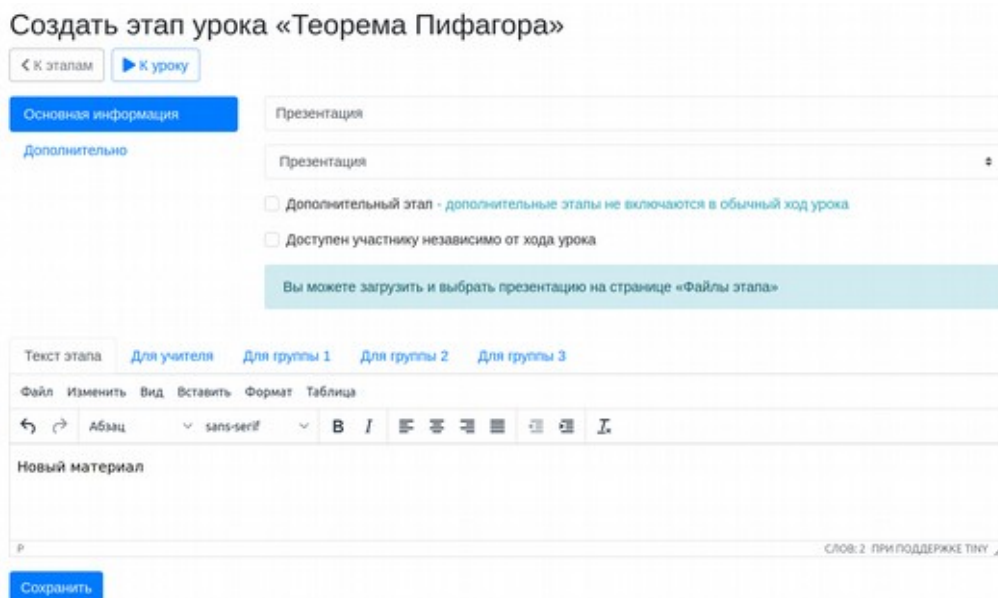 Создать этап урока «Теорема Пифагора»
К этапам К уроку
Основная информация
Дополнительно
Презентация
Презентация
Дополнительный этап - дополнительные этапы не включаются в обычный ход урока
Доступен участнику независимо от хода урока
Вы можете загрузить и выбрать презентацию на странице «Файлы этапа»
Текст этапа Для учителя Для группы 1 Для группы 2 Для группы 3
Файл Изменить Вид Вставить Формат Таблица
Абзац sans-serif B I
Новый материал
P СЛОВ: 2 ПРИ ПОДДЕРЖКЕ TINY
Сохранить